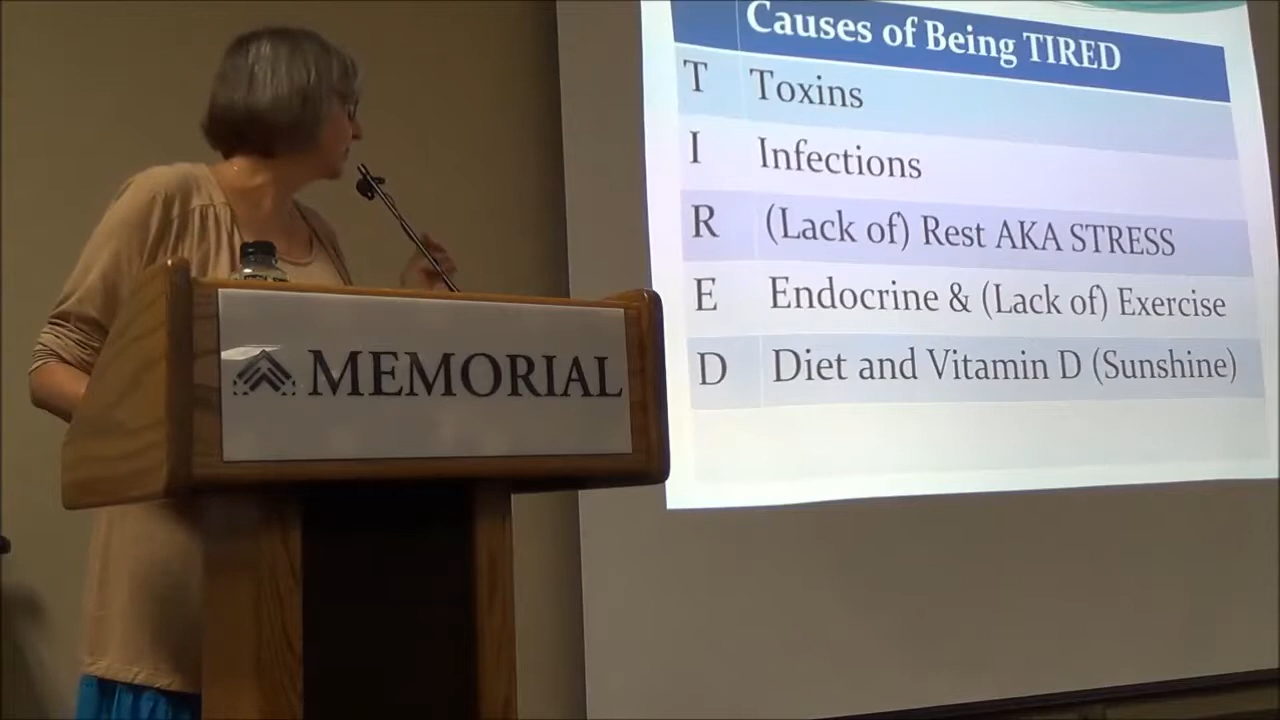 Causes of Being TIRED
T Toxins
I Infections
R (Lack of) Rest AKA STRESS
E Endocrine & (Lack of) Exercise
D Diet and Vitamin D (Sunshine)
MEMORIAL